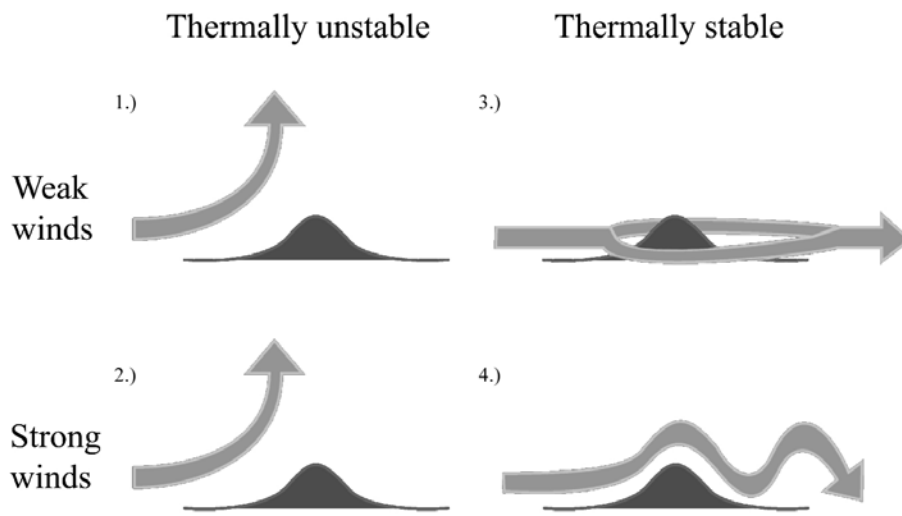 Thermally unstable
Thermally stable
1.)
3.)
Weak
winds
2.)
4.)
Strong
winds